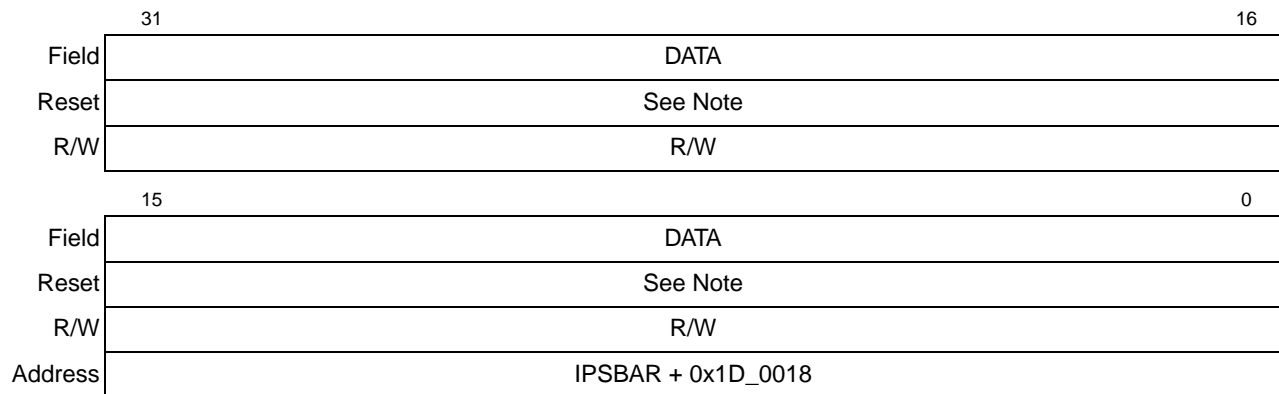 31 16
Field DATA
Reset See Note
R/W R/W
15 0
Field DATA
Reset See Note
R/W R/W
Address IPSBAR + 0x1D_0018